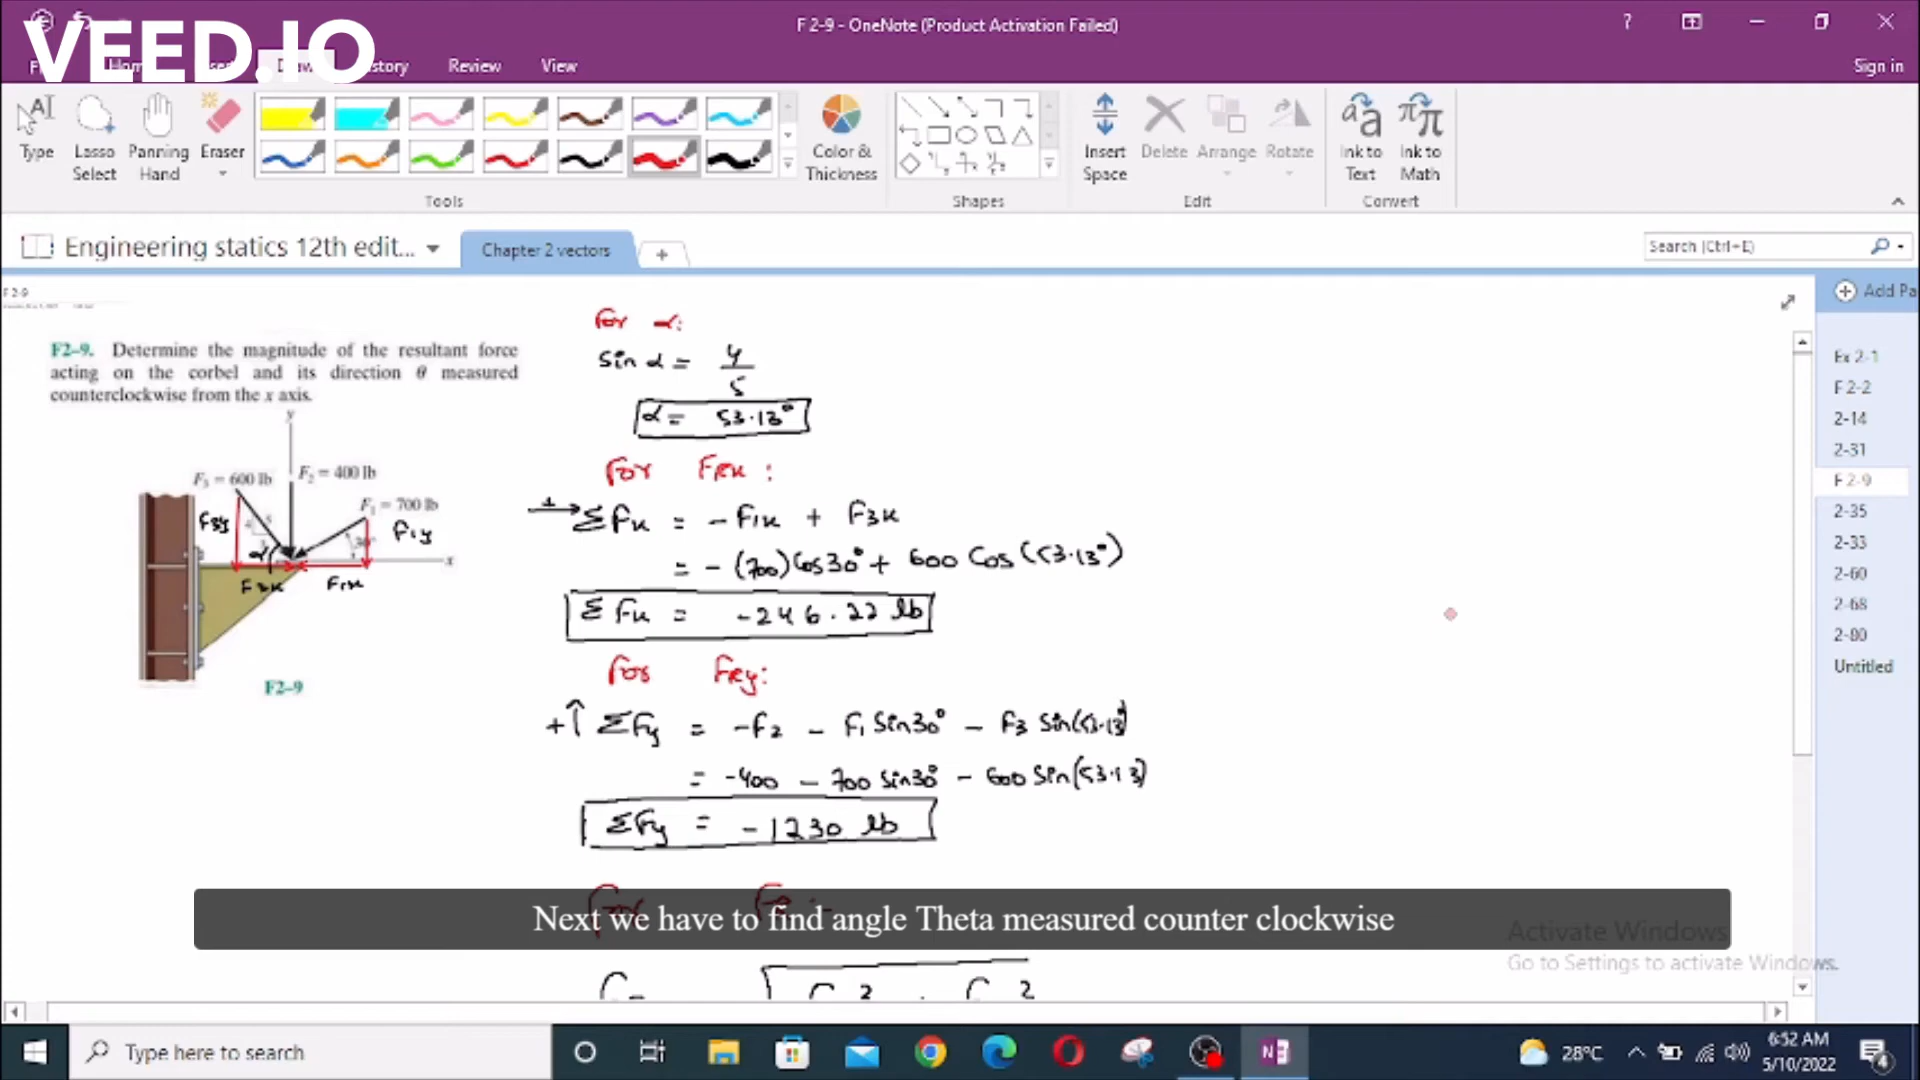 VEED.IO
F 2-9 - OneNote (Product Activation Failed)
Review View
Sign in
Type
Lasso Select
Panning Hand
Eraser
Color & Thickness
Insert Space
Delete
Arrange
Rotate
Ink to Text
Ink to Math
Tools
Shapes
Edit
Convert
Engineering statics 12th edit...
Chapter 2 vectors
Search (Ctrl+E)
F 2-9
Add Pa
Ex 2-1
F 2-2
2-14
2-31
F 2-9
2-35
2-33
2-60
2-68
2-80
Untitled
F2–9. Determine the magnitude of the resultant force
acting on the corbel and its direction θ measured
counterclockwise from the x axis.
y
F₃ = 600 lb
F₂ = 400 lb
F₁ = 700 lb
F3y
F1y
α
x
F3x
F1x
F2–9
For α:
Sin α = 4/5
α = 53.13°
For FRx :
+→ ΣFx = -F1x + F3x
= -(700)Cos30° + 600 Cos(53.13°)
ΣFx = -246.22 lb
For FRy:
+↑ ΣFy = -F2 - F1 Sin30° - F3 Sin(53.13°)
= -400 - 700 Sin30° - 600 Sin(53.13)
ΣFy = -1230 lb
Next we have to find angle Theta measured counter clockwise
Activate Windows
Go to Settings to activate Windows.
Type here to search
28°C
6:52 AM
5/10/2022
4